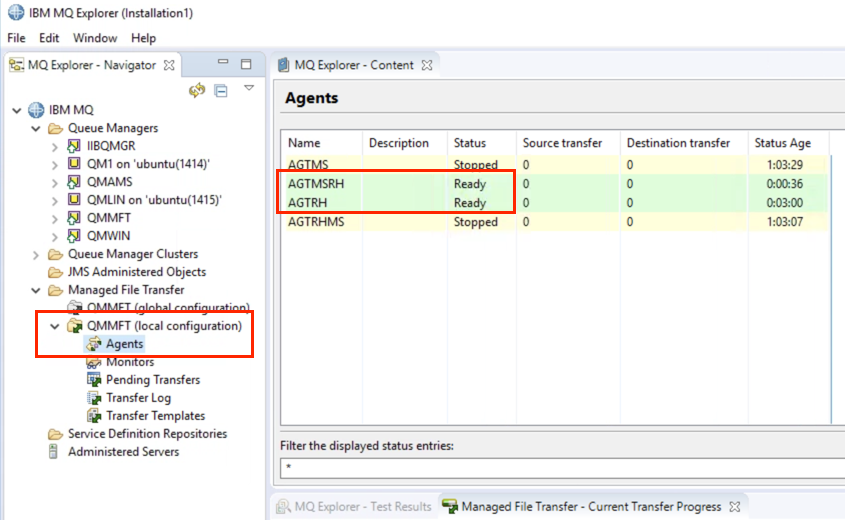 IBM MQ Explorer (Installation1)
File Edit Window Help
MQ Explorer - Navigator
IBM MQ
Queue Managers
IIBQMGR
QM1 on 'ubuntu(1414)'
QMAMS
QMLIN on 'ubuntu(1415)'
QMMFT
QMWIN
Queue Manager Clusters
JMS Administered Objects
Managed File Transfer
QMMFT (global configuration)
QMMFT (local configuration)
Agents
Monitors
Pending Transfers
Transfer Log
Transfer Templates
Service Definition Repositories
Administered Servers
MQ Explorer - Content
Agents
Name Description Status Source transfer Destination transfer Status Age
AGTMS Stopped 0 0 1:03:29
AGTMSRH Ready 0 0 0:00:36
AGTRH Ready 0 0 0:03:00
AGTRHMS Stopped 0 0 1:03:07
Filter the displayed status entries:
*
MQ Explorer - Test Results Managed File Transfer - Current Transfer Progress